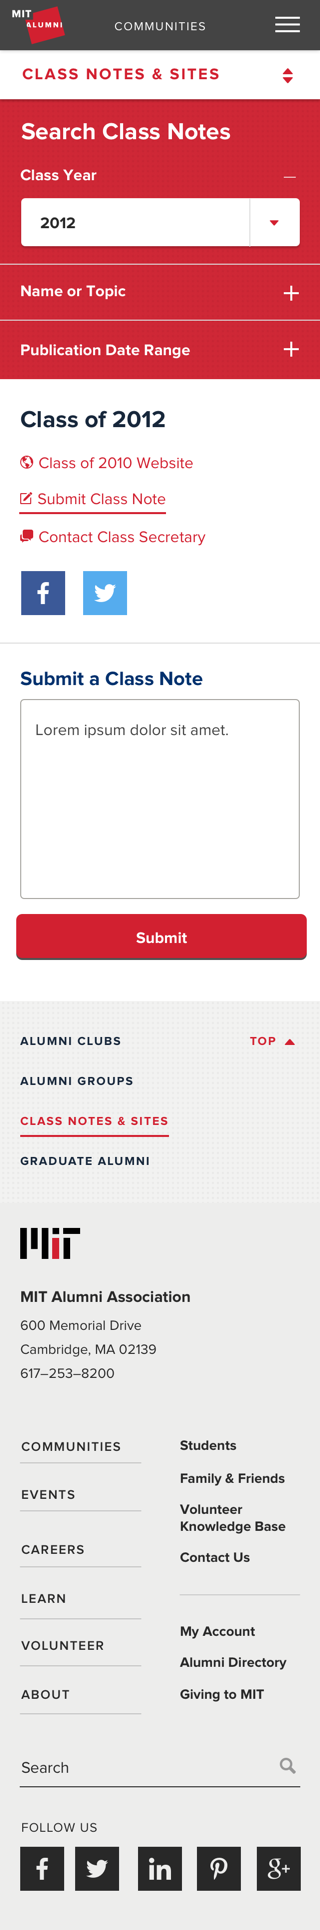 MIT
ALUMNI
COMMUNITIES
CLASS NOTES & SITES
Search Class Notes
Class Year
2012
Name or Topic
Publication Date Range
Class of 2012
Class of 2010 Website
Submit Class Note
Contact Class Secretary
Submit a Class Note
Lorem ipsum dolor sit amet.
Submit
ALUMNI CLUBS
TOP
ALUMNI GROUPS
CLASS NOTES & SITES
GRADUATE ALUMNI
MIT
MIT Alumni Association
600 Memorial Drive
Cambridge, MA 02139
617–253–8200
COMMUNITIES
EVENTS
CAREERS
LEARN
VOLUNTEER
ABOUT
Students
Family & Friends
Volunteer
Knowledge Base
Contact Us
My Account
Alumni Directory
Giving to MIT
Search
FOLLOW US